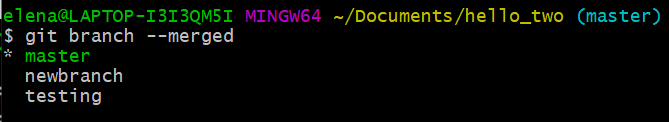 elena@LAPTOP-I3I3QM5I MINGW64 ~/Documents/hello_two (master)
$ git branch --merged
* master
  newbranch
  testing